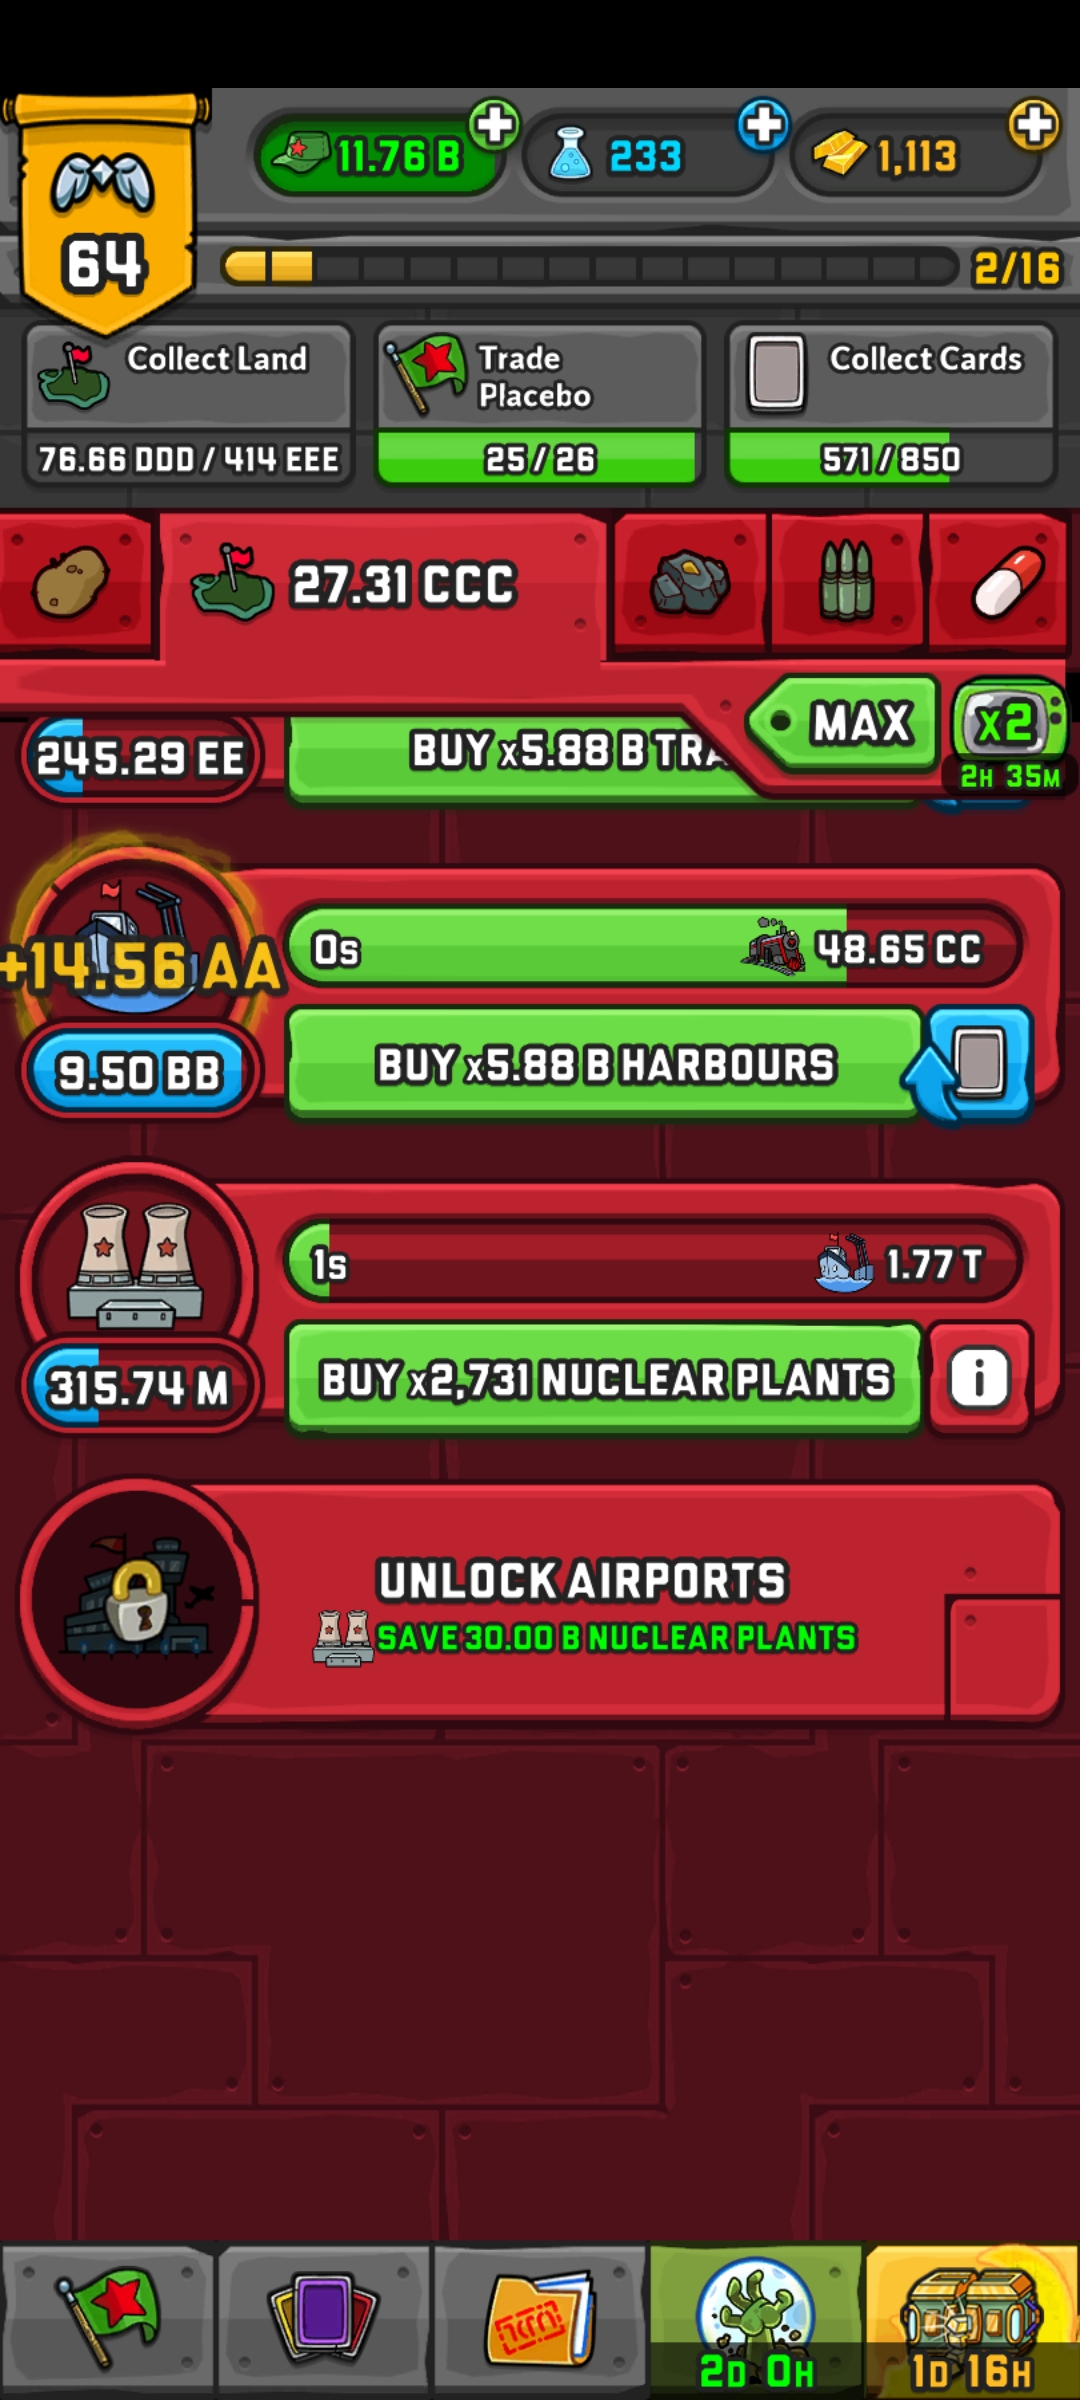 11.76 B
233
1,113
64
2/16
Collect Land
76.66 DDD / 414 EEE
Trade
Placebo
25 / 26
Collect Cards
571 / 850
27.31 CCC
MAX
x2
2H 35M
245.29 EE
BUY x5.88 B
+14.56 AA
0s
48.65 CC
9.50 BB
BUY x5.88 B HARBOURS
1s
1.77 T
315.74 M
BUY x2,731 NUCLEAR PLANTS
i
UNLOCK AIRPORTS
SAVE 30.00 B NUCLEAR PLANTS
2D 0H
1D 16H